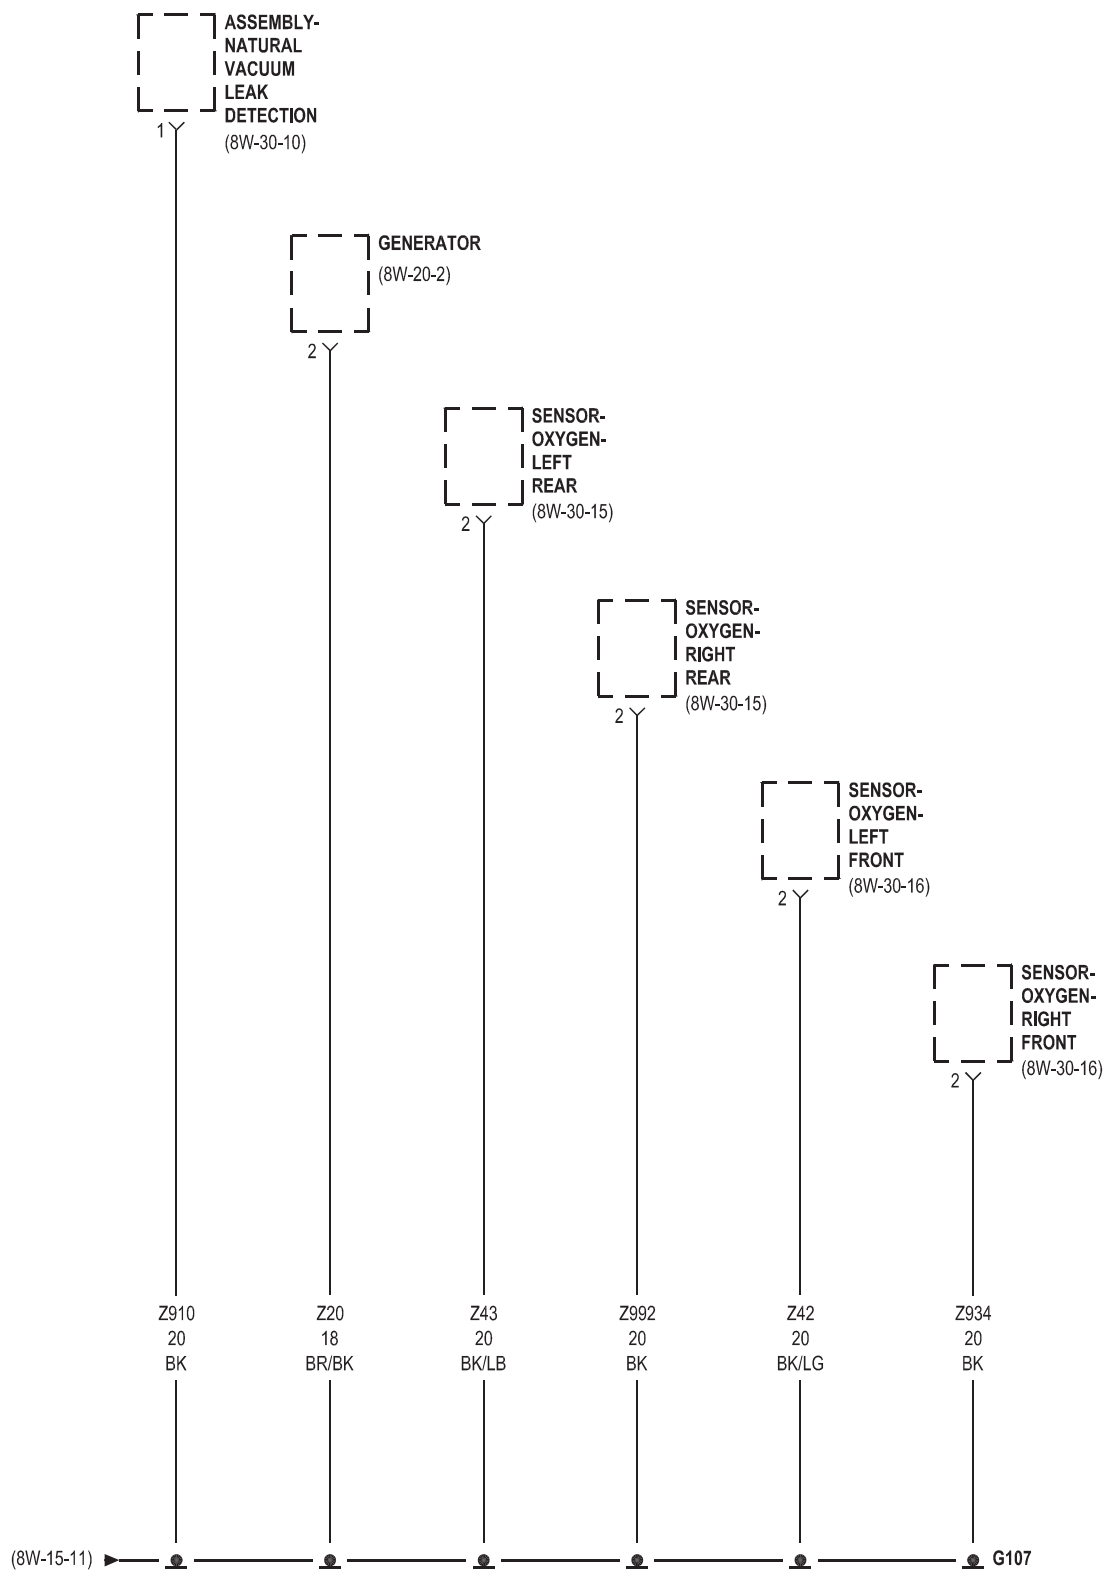 ASSEMBLY-
NATURAL
VACUUM
LEAK
DETECTION
(8W-30-10)
1
GENERATOR
(8W-20-2)
2
SENSOR-
OXYGEN-
LEFT
REAR
(8W-30-15)
2
SENSOR-
OXYGEN-
RIGHT
REAR
(8W-30-15)
2
SENSOR-
OXYGEN-
LEFT
FRONT
(8W-30-16)
2
SENSOR-
OXYGEN-
RIGHT
FRONT
(8W-30-16)
2
Z910
20
BK
Z20
18
BR/BK
Z43
20
BK/LB
Z992
20
BK
Z42
20
BK/LG
Z934
20
BK
(8W-15-11)
G107